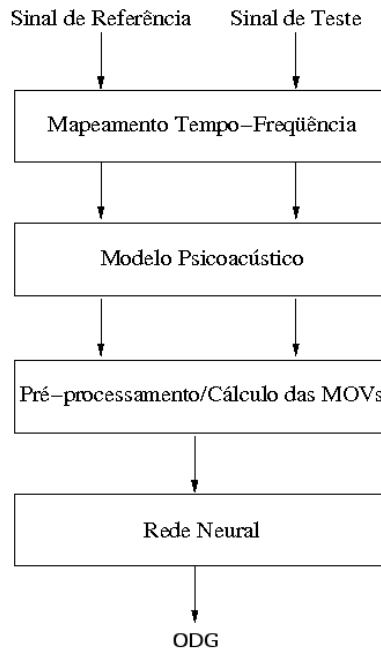 Sinal de Referência
Sinal de Teste
Mapeamento Tempo−Freqüência
Modelo Psicoacústico
Pré−processamento/Cálculo das MOVs
Rede Neural
ODG